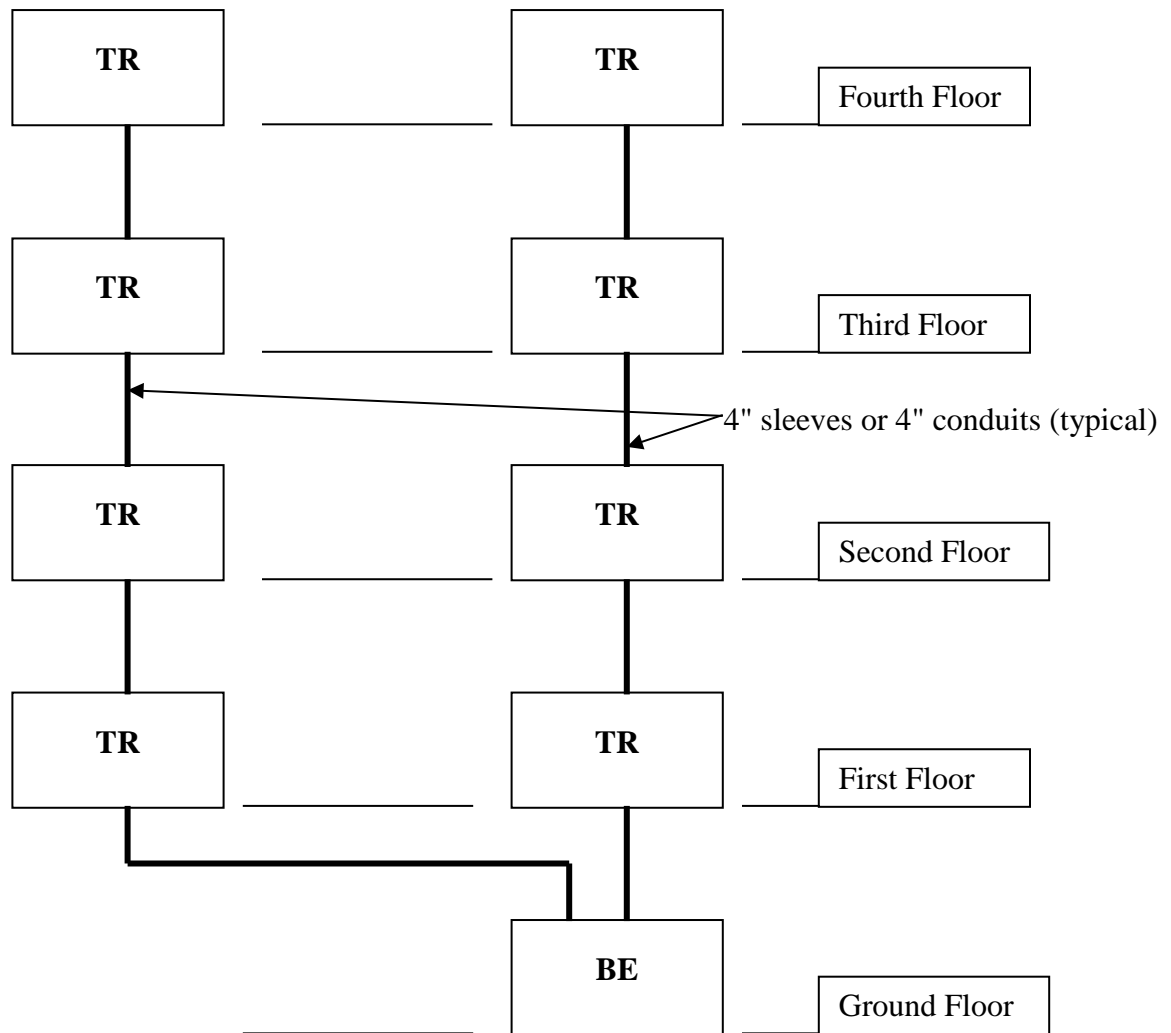 TR
TR
Fourth Floor
TR
TR
Third Floor
4" sleeves or 4" conduits (typical)
TR
TR
Second Floor
TR
TR
First Floor
BE
Ground Floor